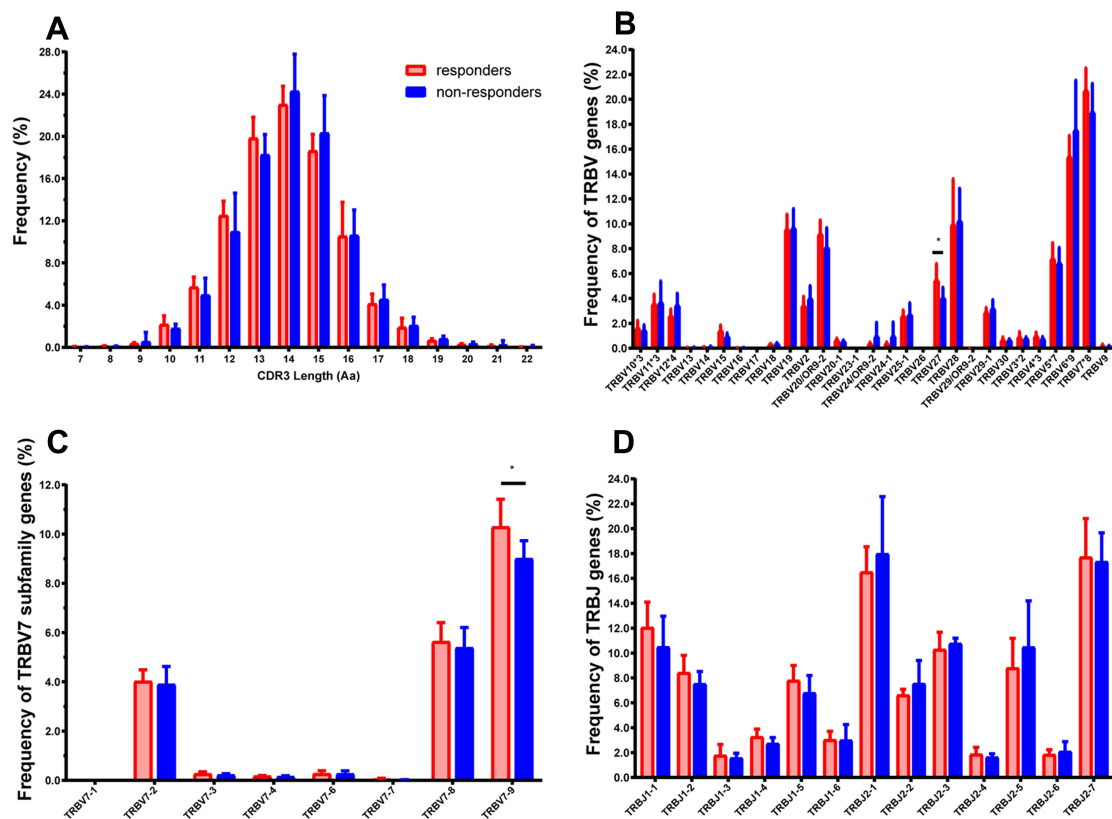 A
Frequency (%)
28.0
24.0
20.0
16.0
12.0
8.0
4.0
0.0
7 8 9 10 11 12 13 14 15 16 17 18 19 20 21 22
CDR3 Length (Aa)
responders
non-responders
B
Frequency of TRBV genes (%)
24.0
22.0
20.0
18.0
16.0
14.0
12.0
10.0
8.0
6.0
4.0
2.0
0.0
*
TRBV10*3
TRBV11*3
TRBV12*4
TRBV13
TRBV14
TRBV15
TRBV16
TRBV17
TRBV18
TRBV19
TRBV2
TRBV20/OR9-2
TRBV20-1
TRBV23-1
TRBV24/OR9-2
TRBV24-1
TRBV25-1
TRBV26
TRBV27
TRBV28
TRBV29/OR9-2
TRBV29-1
TRBV30
TRBV3*2
TRBV4*3
TRBV5*7
TRBV6*9
TRBV7*8
TRBV9
C
Frequency of TRBV7 subfamily genes (%)
12.0
10.0
8.0
6.0
4.0
2.0
0.0
*
TRBV7-1
TRBV7-2
TRBV7-3
TRBV7-4
TRBV7-6
TRBV7-7
TRBV7-8
TRBV7-9
D
Frequency of TRBJ genes (%)
24.0
22.0
20.0
18.0
16.0
14.0
12.0
10.0
8.0
6.0
4.0
2.0
0.0
TRBJ1-1
TRBJ1-2
TRBJ1-3
TRBJ1-4
TRBJ1-5
TRBJ1-6
TRBJ2-1
TRBJ2-2
TRBJ2-3
TRBJ2-4
TRBJ2-5
TRBJ2-6
TRBJ2-7